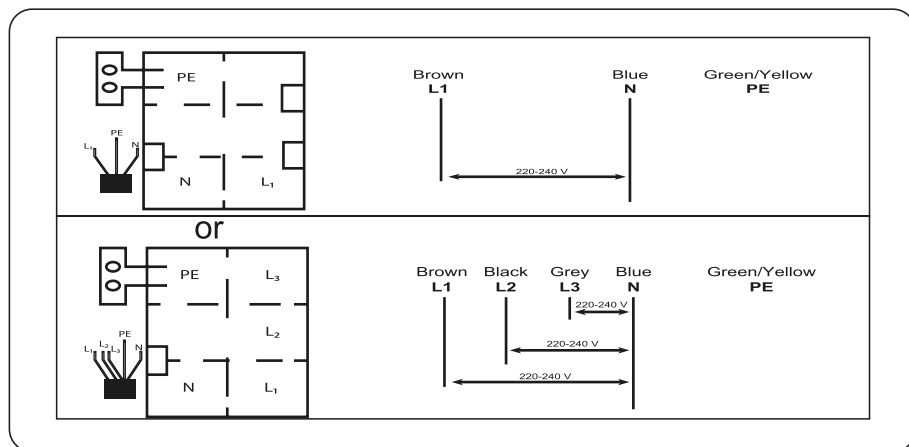 PE
Brown Blue Green/Yellow
L1 N PE
L₁ PE N
220-240 V
N L₁
or
PE L₃
Brown Black Grey Blue Green/Yellow
L1 L2 L3 N PE
220-240 V
L₂
L₁ L₂ L₃ PE N
220-240 V
220-240 V
N L₁